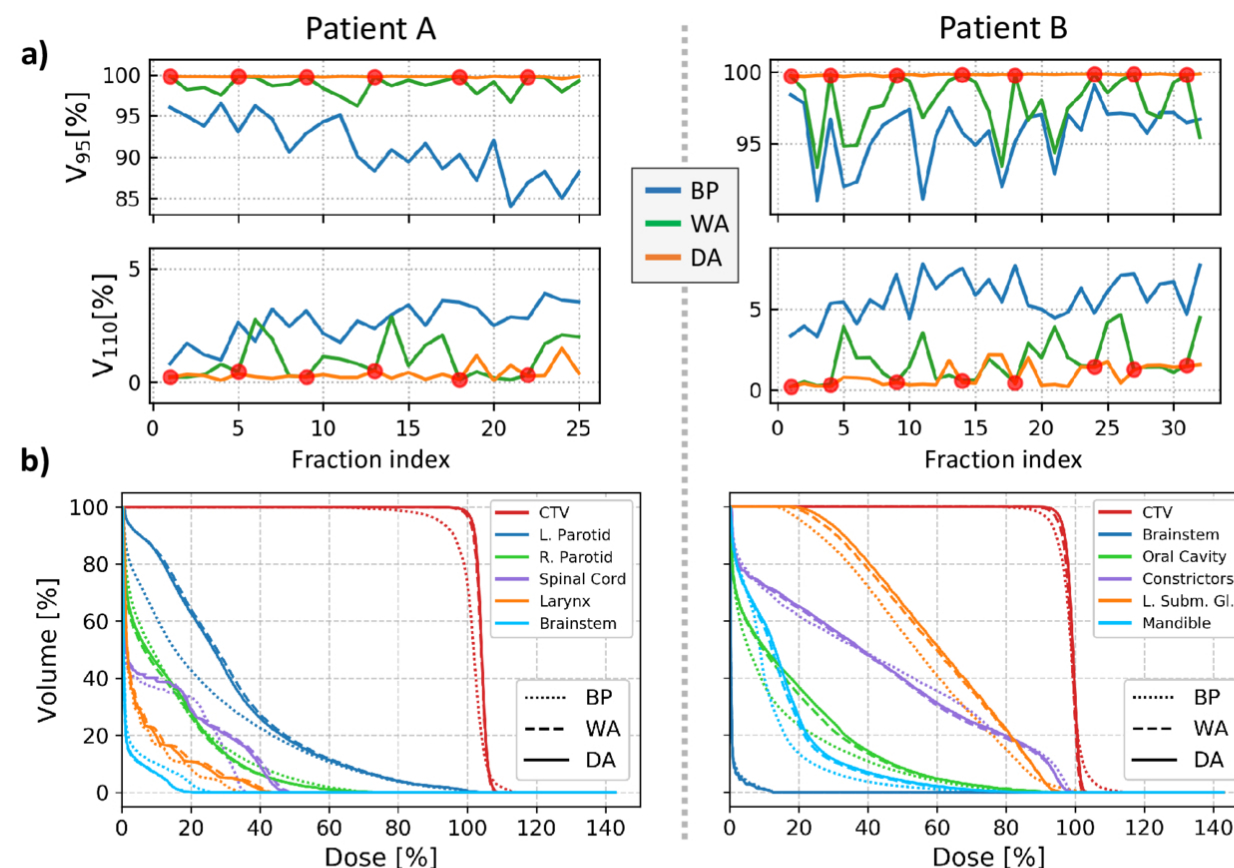 Patient A
Patient B
a)
V95[%]
100
95
90
85
100
95
BP
WA
DA
V110[%]
5
0
5
0
0 5 10 15 20 25
0 5 10 15 20 25 30
Fraction index
Fraction index
b)
Volume [%]
100
80
60
40
20
0
CTV
L. Parotid
R. Parotid
Spinal Cord
Larynx
Brainstem
BP
WA
DA
CTV
Brainstem
Oral Cavity
Constrictors
L. Subm. Gl.
Mandible
BP
WA
DA
0 20 40 60 80 100 120 140
0 20 40 60 80 100 120 140
Dose [%]
Dose [%]